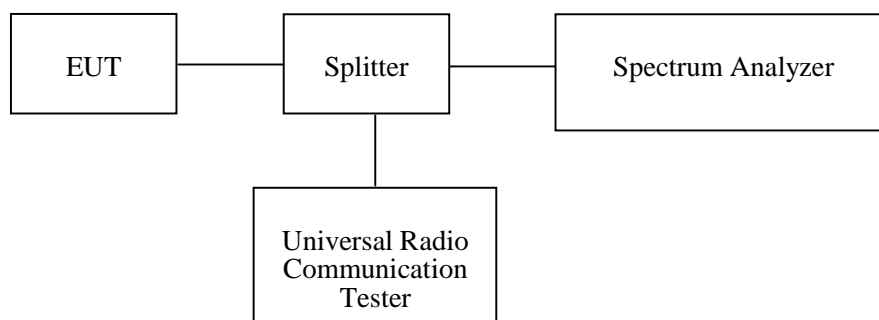 EUT
Splitter
Spectrum Analyzer
Universal Radio
Communication
Tester